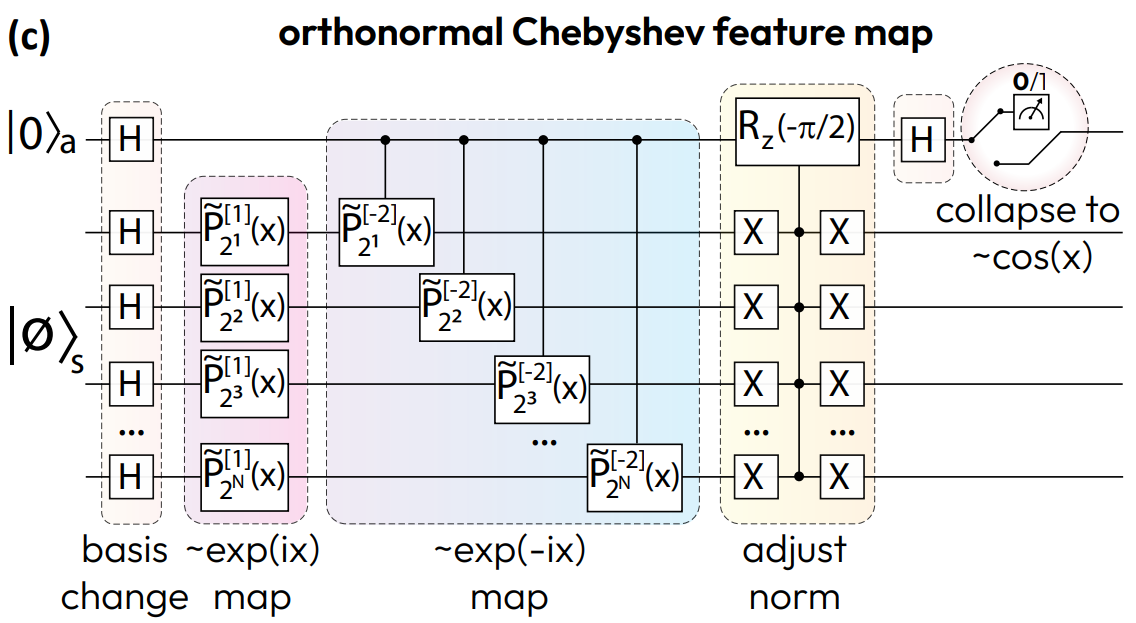 (c) orthonormal Chebyshev feature map
|0⟩a H Rz(-π/2) H 0/1
H P̃2¹[1](x) P̃2¹[-2](x) X X
collapse to
~cos(x)
H P̃2²[1](x) P̃2²[-2](x) X X
|ø⟩s
H P̃2³[1](x) P̃2³[-2](x) X X
... ... ... ...
H P̃2ᴺ[1](x) P̃2ᴺ[-2](x) X X
basis ~exp(ix) ~exp(-ix) adjust
change map map norm